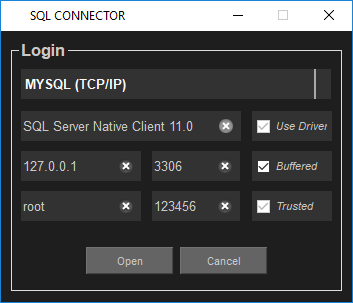 SQL CONNECTOR
Login
MYSQL (TCP/IP)
SQL Server Native Client 11.0 Use Driver
127.0.0.1 3306 Buffered
root 123456 Trusted
Open Cancel